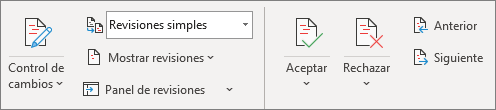 Revisiones simples
Mostrar revisiones
Panel de revisiones
Control de
cambios
Aceptar
Rechazar
Anterior
Siguiente